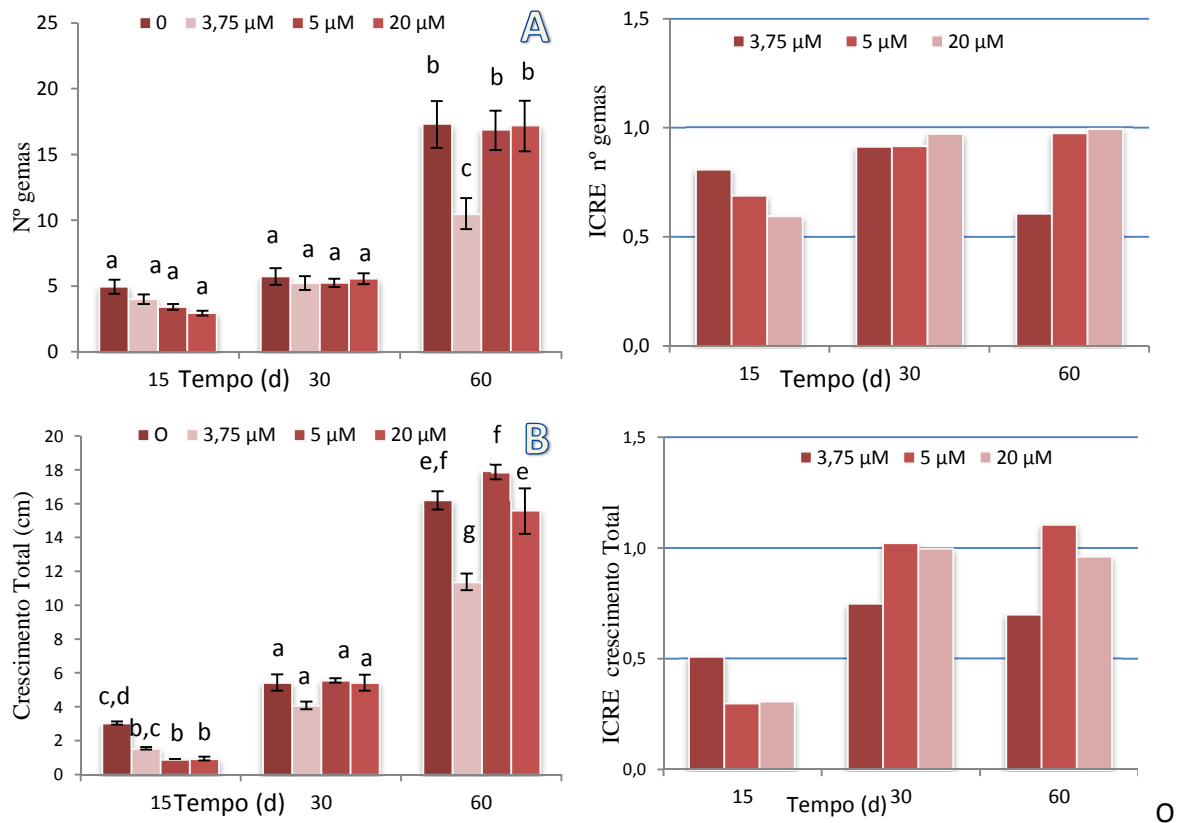 0 3,75 µM 5 µM 20 µM
A
25
20
15
10
5
0
Nº gemas
a a a a
a a a a
b c b b
15 Tempo (d) 30 60
3,75 µM 5 µM 20 µM
1,5
1,0
0,5
0,0
ICRE nº gemas
15 Tempo (d) 30 60
O 3,75 µM 5 µM 20 µM
B
20
18
16
14
12
10
8
6
4
2
0
Crescimento Total (cm)
c,d b,c b b
a a a a
e,f g f e
15 Tempo (d) 30 60
3,75 µM 5 µM 20 µM
1,5
1,0
0,5
0,0
ICRE crescimento Total
15 Tempo (d) 30 60
O